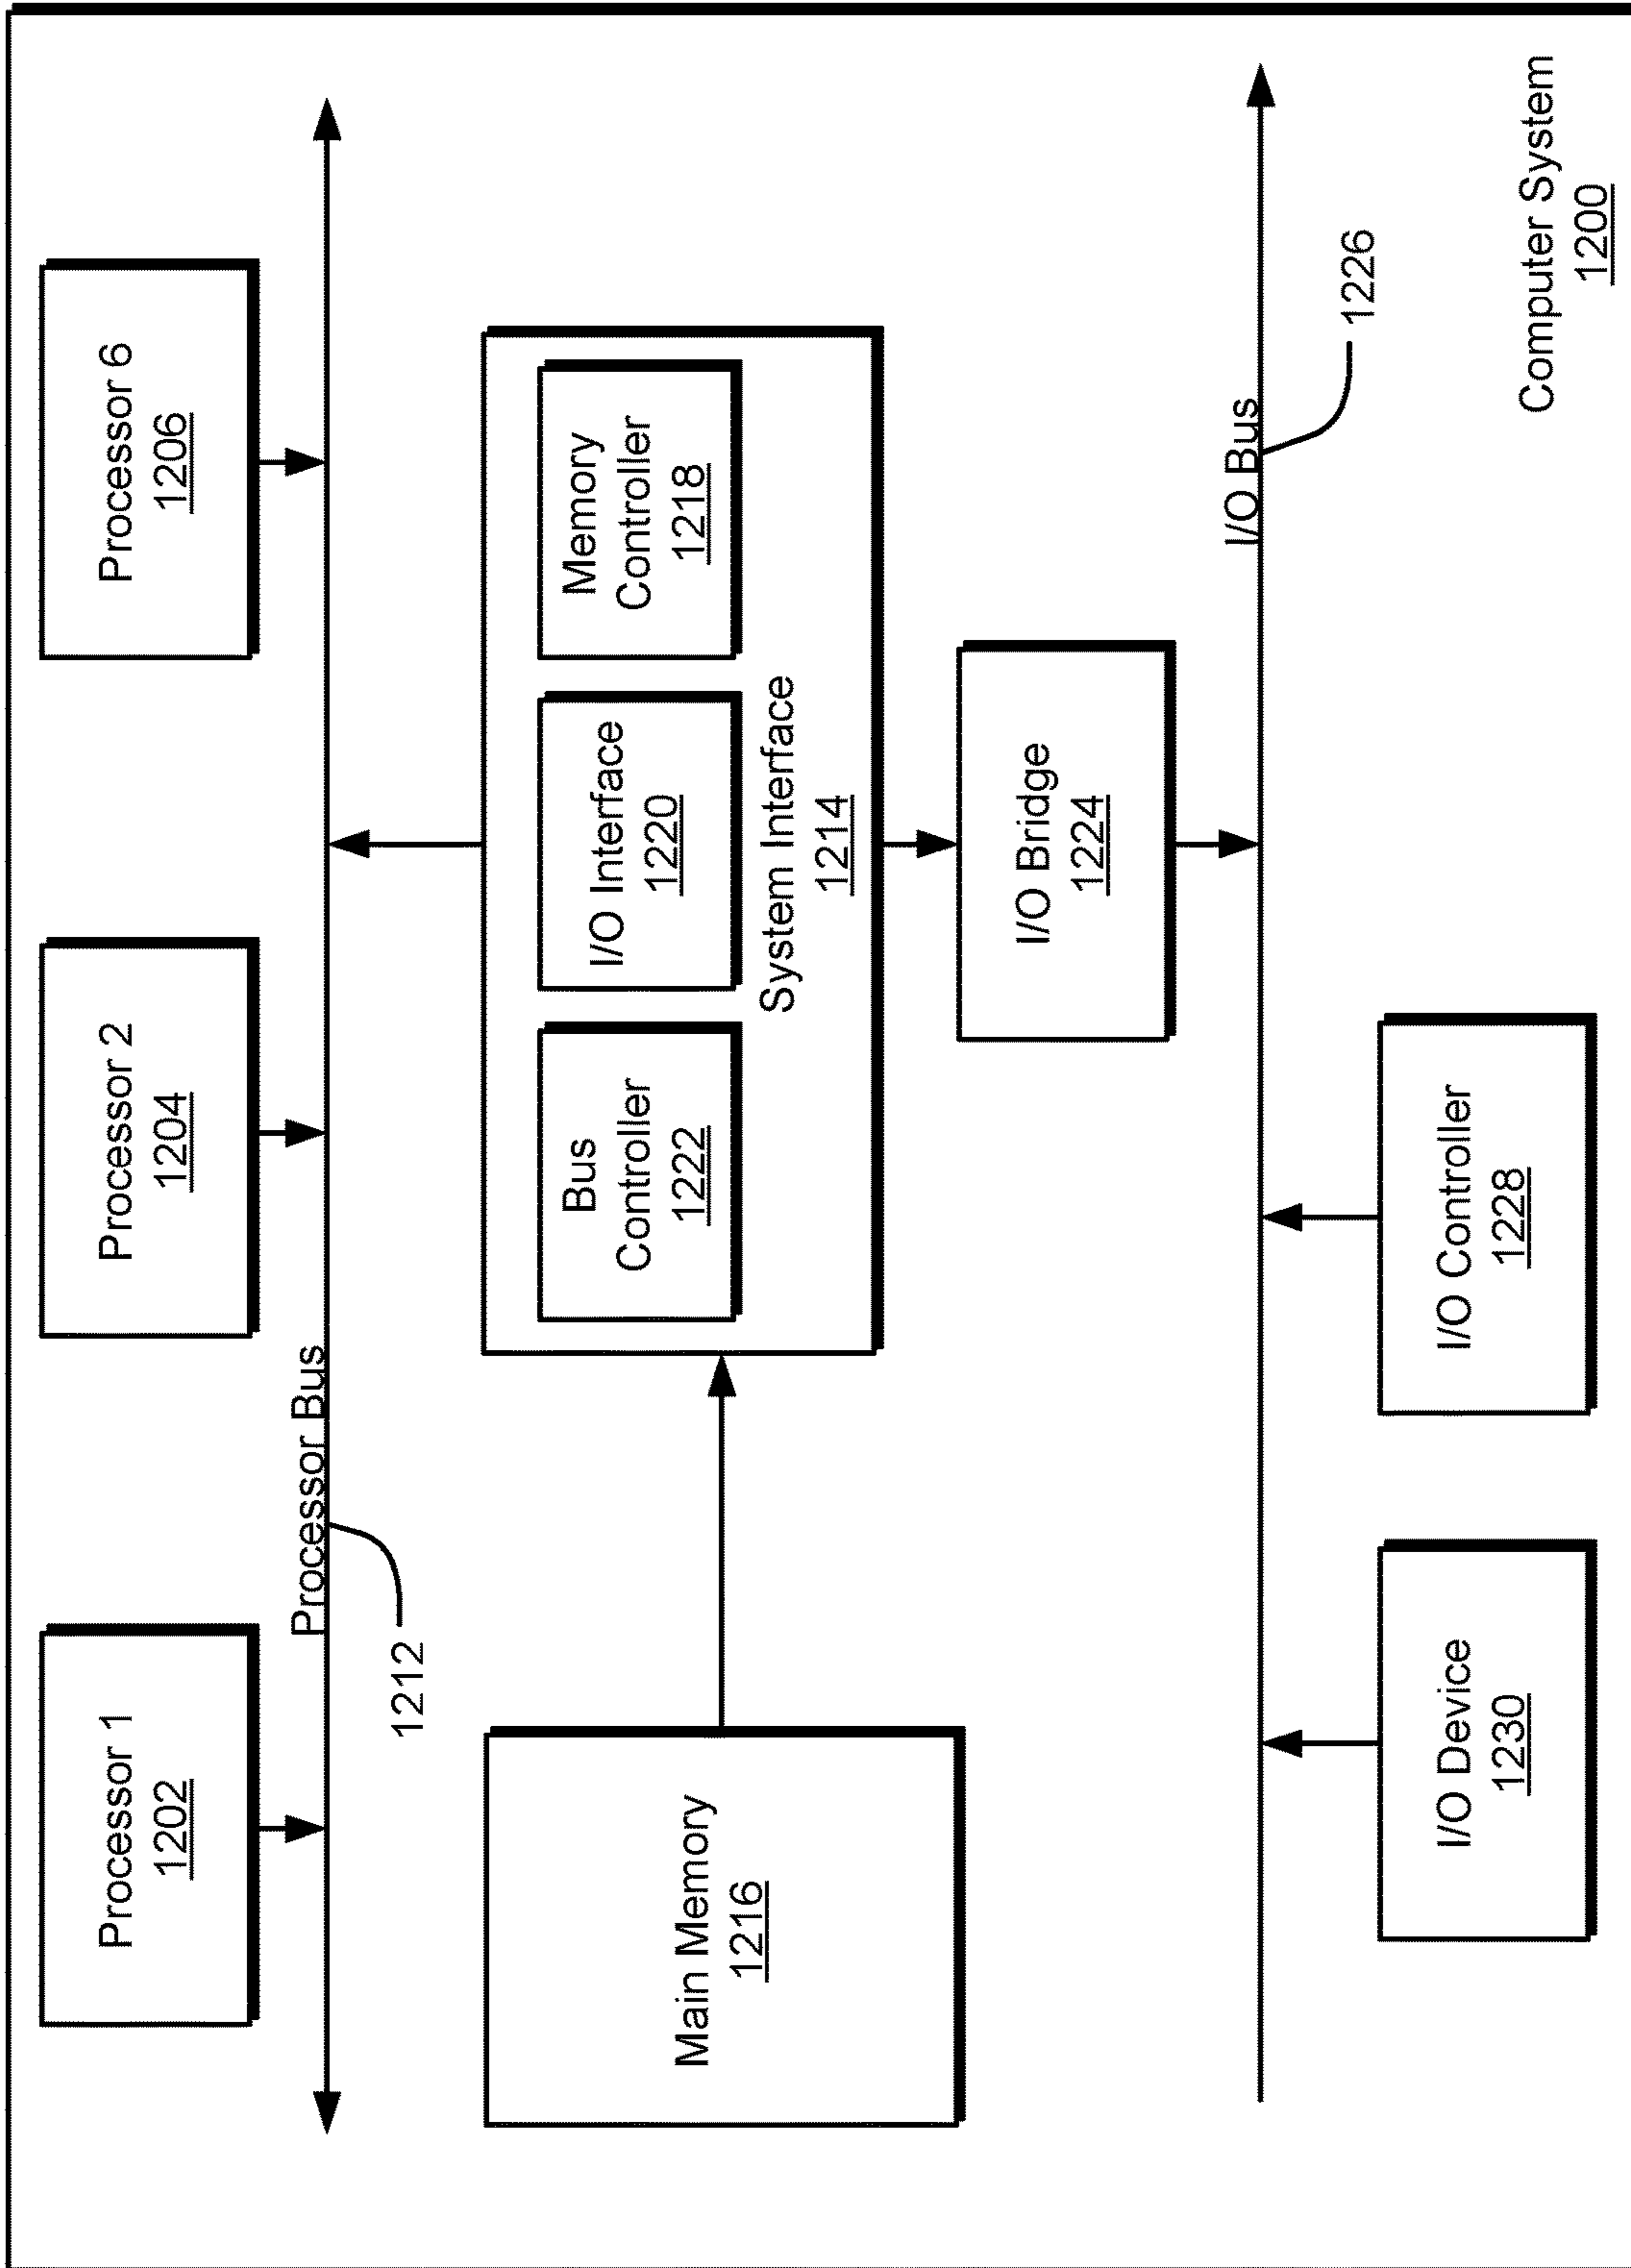 Processor 1
1202
Processor 2
1204
Processor 6
1206
Processor Bus
1212
Main Memory
1216
Bus
Controller
1222
I/O Interface
1220
Memory
Controller
1218
System Interface
1214
I/O Bridge
1224
I/O Bus
1226
I/O Device
1230
I/O Controller
1228
Computer System
1200